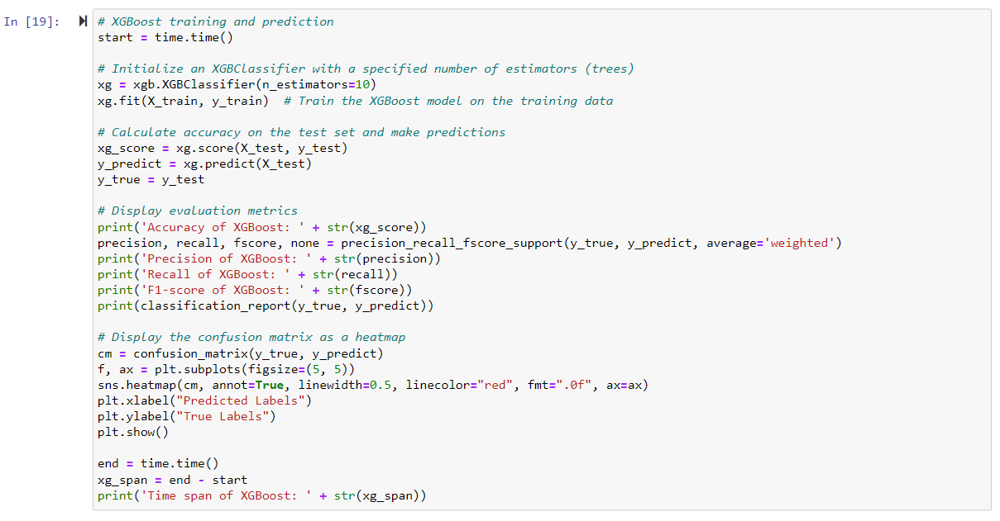 In [19]:
# XGBoost training and prediction
start = time.time()
# Initialize an XGBClassifier with a specified number of estimators (trees)
xg = xgb.XGBClassifier(n_estimators=10)
xg.fit(X_train, y_train)  # Train the XGBoost model on the training data
# Calculate accuracy on the test set and make predictions
xg_score = xg.score(X_test, y_test)
y_predict = xg.predict(X_test)
y_true = y_test
# Display evaluation metrics
print('Accuracy of XGBoost: ' + str(xg_score))
precision, recall, fscore, none = precision_recall_fscore_support(y_true, y_predict, average='weighted')
print('Precision of XGBoost: ' + str(precision))
print('Recall of XGBoost: ' + str(recall))
print('F1-score of XGBoost: ' + str(fscore))
print(classification_report(y_true, y_predict))
# Display the confusion matrix as a heatmap
cm = confusion_matrix(y_true, y_predict)
f, ax = plt.subplots(figsize=(5, 5))
sns.heatmap(cm, annot=True, linewidth=0.5, linecolor="red", fmt=".0f", ax=ax)
plt.xlabel("Predicted Labels")
plt.ylabel("True Labels")
plt.show()
end = time.time()
xg_span = end - start
print('Time span of XGBoost: ' + str(xg_span))